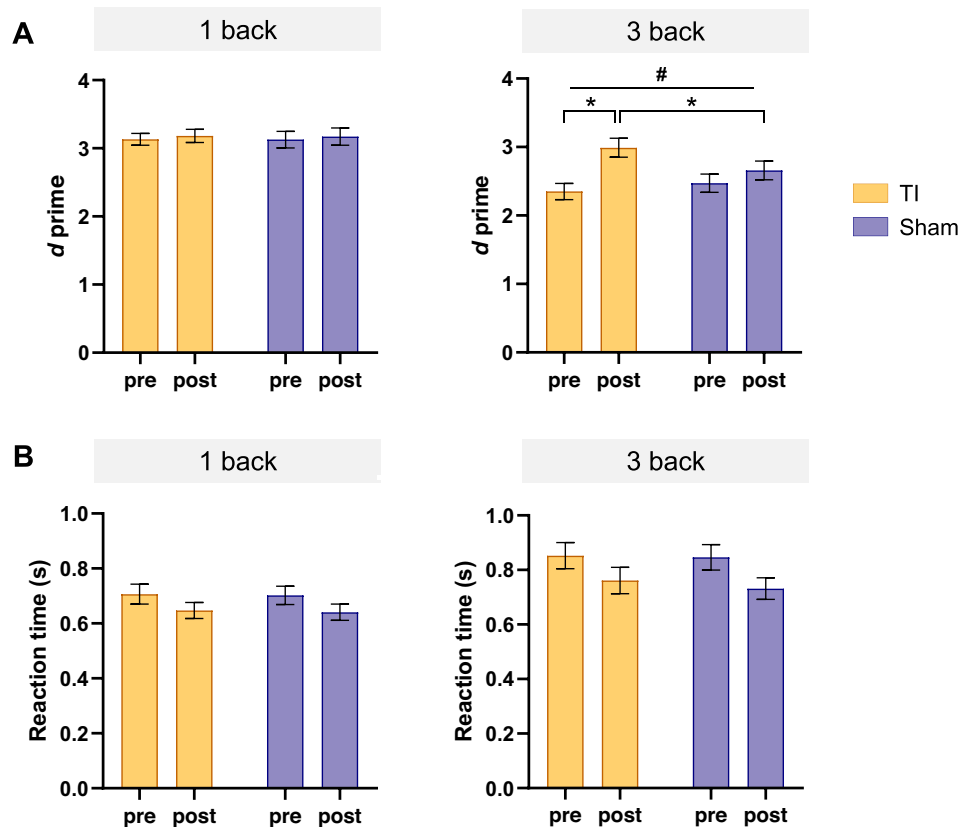 A
1 back
3 back
4
3
2
1
0
d prime
pre post pre post
4
3
2
1
0
d prime
#
* *
pre post pre post
TI
Sham
B
1 back
3 back
1.0
0.8
0.6
0.4
0.2
0.0
Reaction time (s)
pre post pre post
1.0
0.8
0.6
0.4
0.2
0.0
Reaction time (s)
pre post pre post